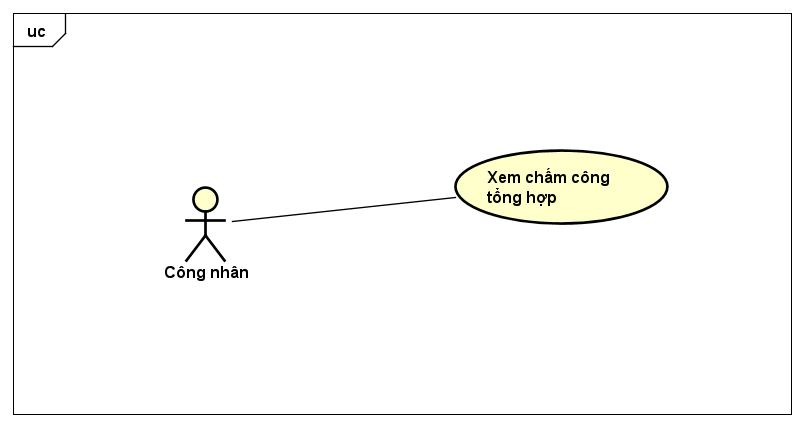 uc
Xem chấm công
tổng hợp
Công nhân